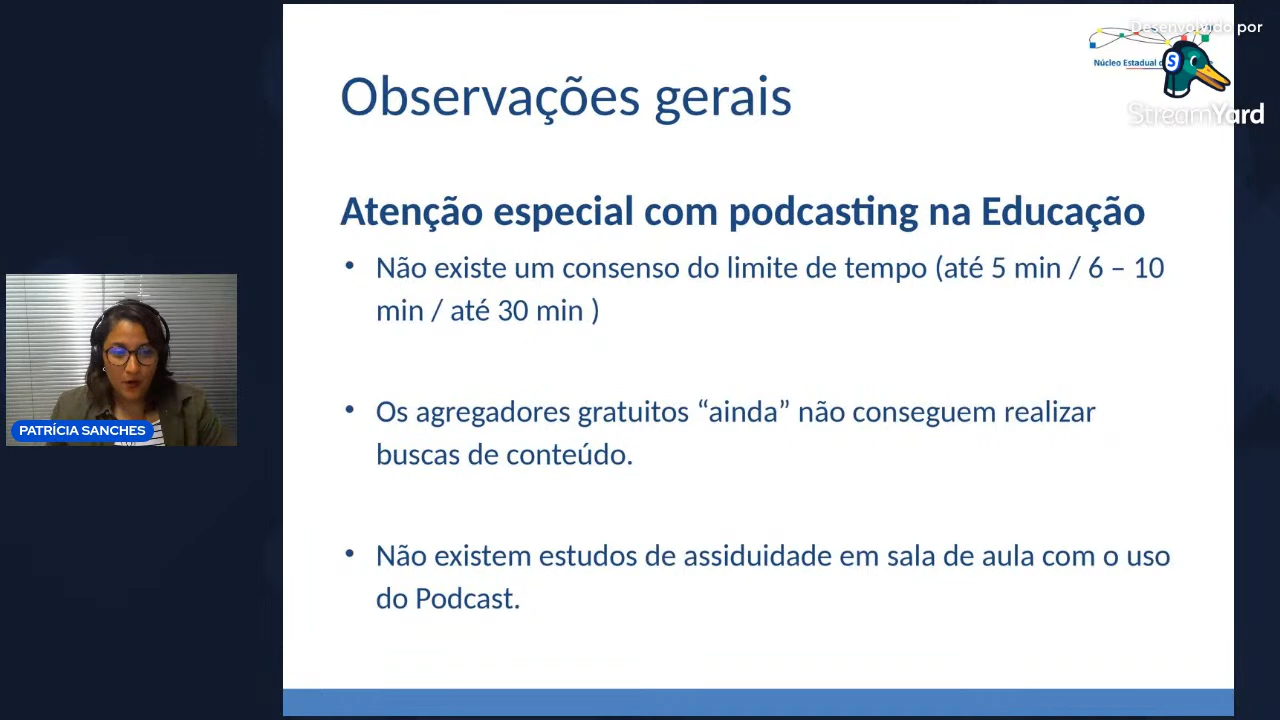 Desenvolvido por
Núcleo Estadual
StreamYard
Observações gerais
Atenção especial com podcasting na Educação
• Não existe um consenso do limite de tempo (até 5 min / 6 – 10
min / até 30 min )
• Os agregadores gratuitos “ainda” não conseguem realizar
buscas de conteúdo.
• Não existem estudos de assiduidade em sala de aula com o uso
do Podcast.
PATRÍCIA SANCHES